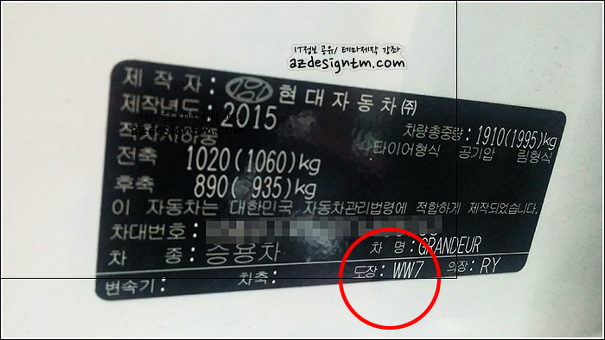 IT정보 공유/ 테마제작 강좌
azdesigntm.com
제 작 자 : 현대자동차㈜
제작년도 : 2015
azdesigntm.com
차량총중량 : 1910(1995)kg
타이어형식 공기압 림형식
전축 1020(1060)kg
후축 890( 935)kg
이 자동차는 대한민국 자동차관리법령에 적합하게 제작되었습니다.
차대번호 :
차 종 : 승용차 차 명 : GRANDEUR
변속기 : 차축 : 도장 : WW7 의장 : RY